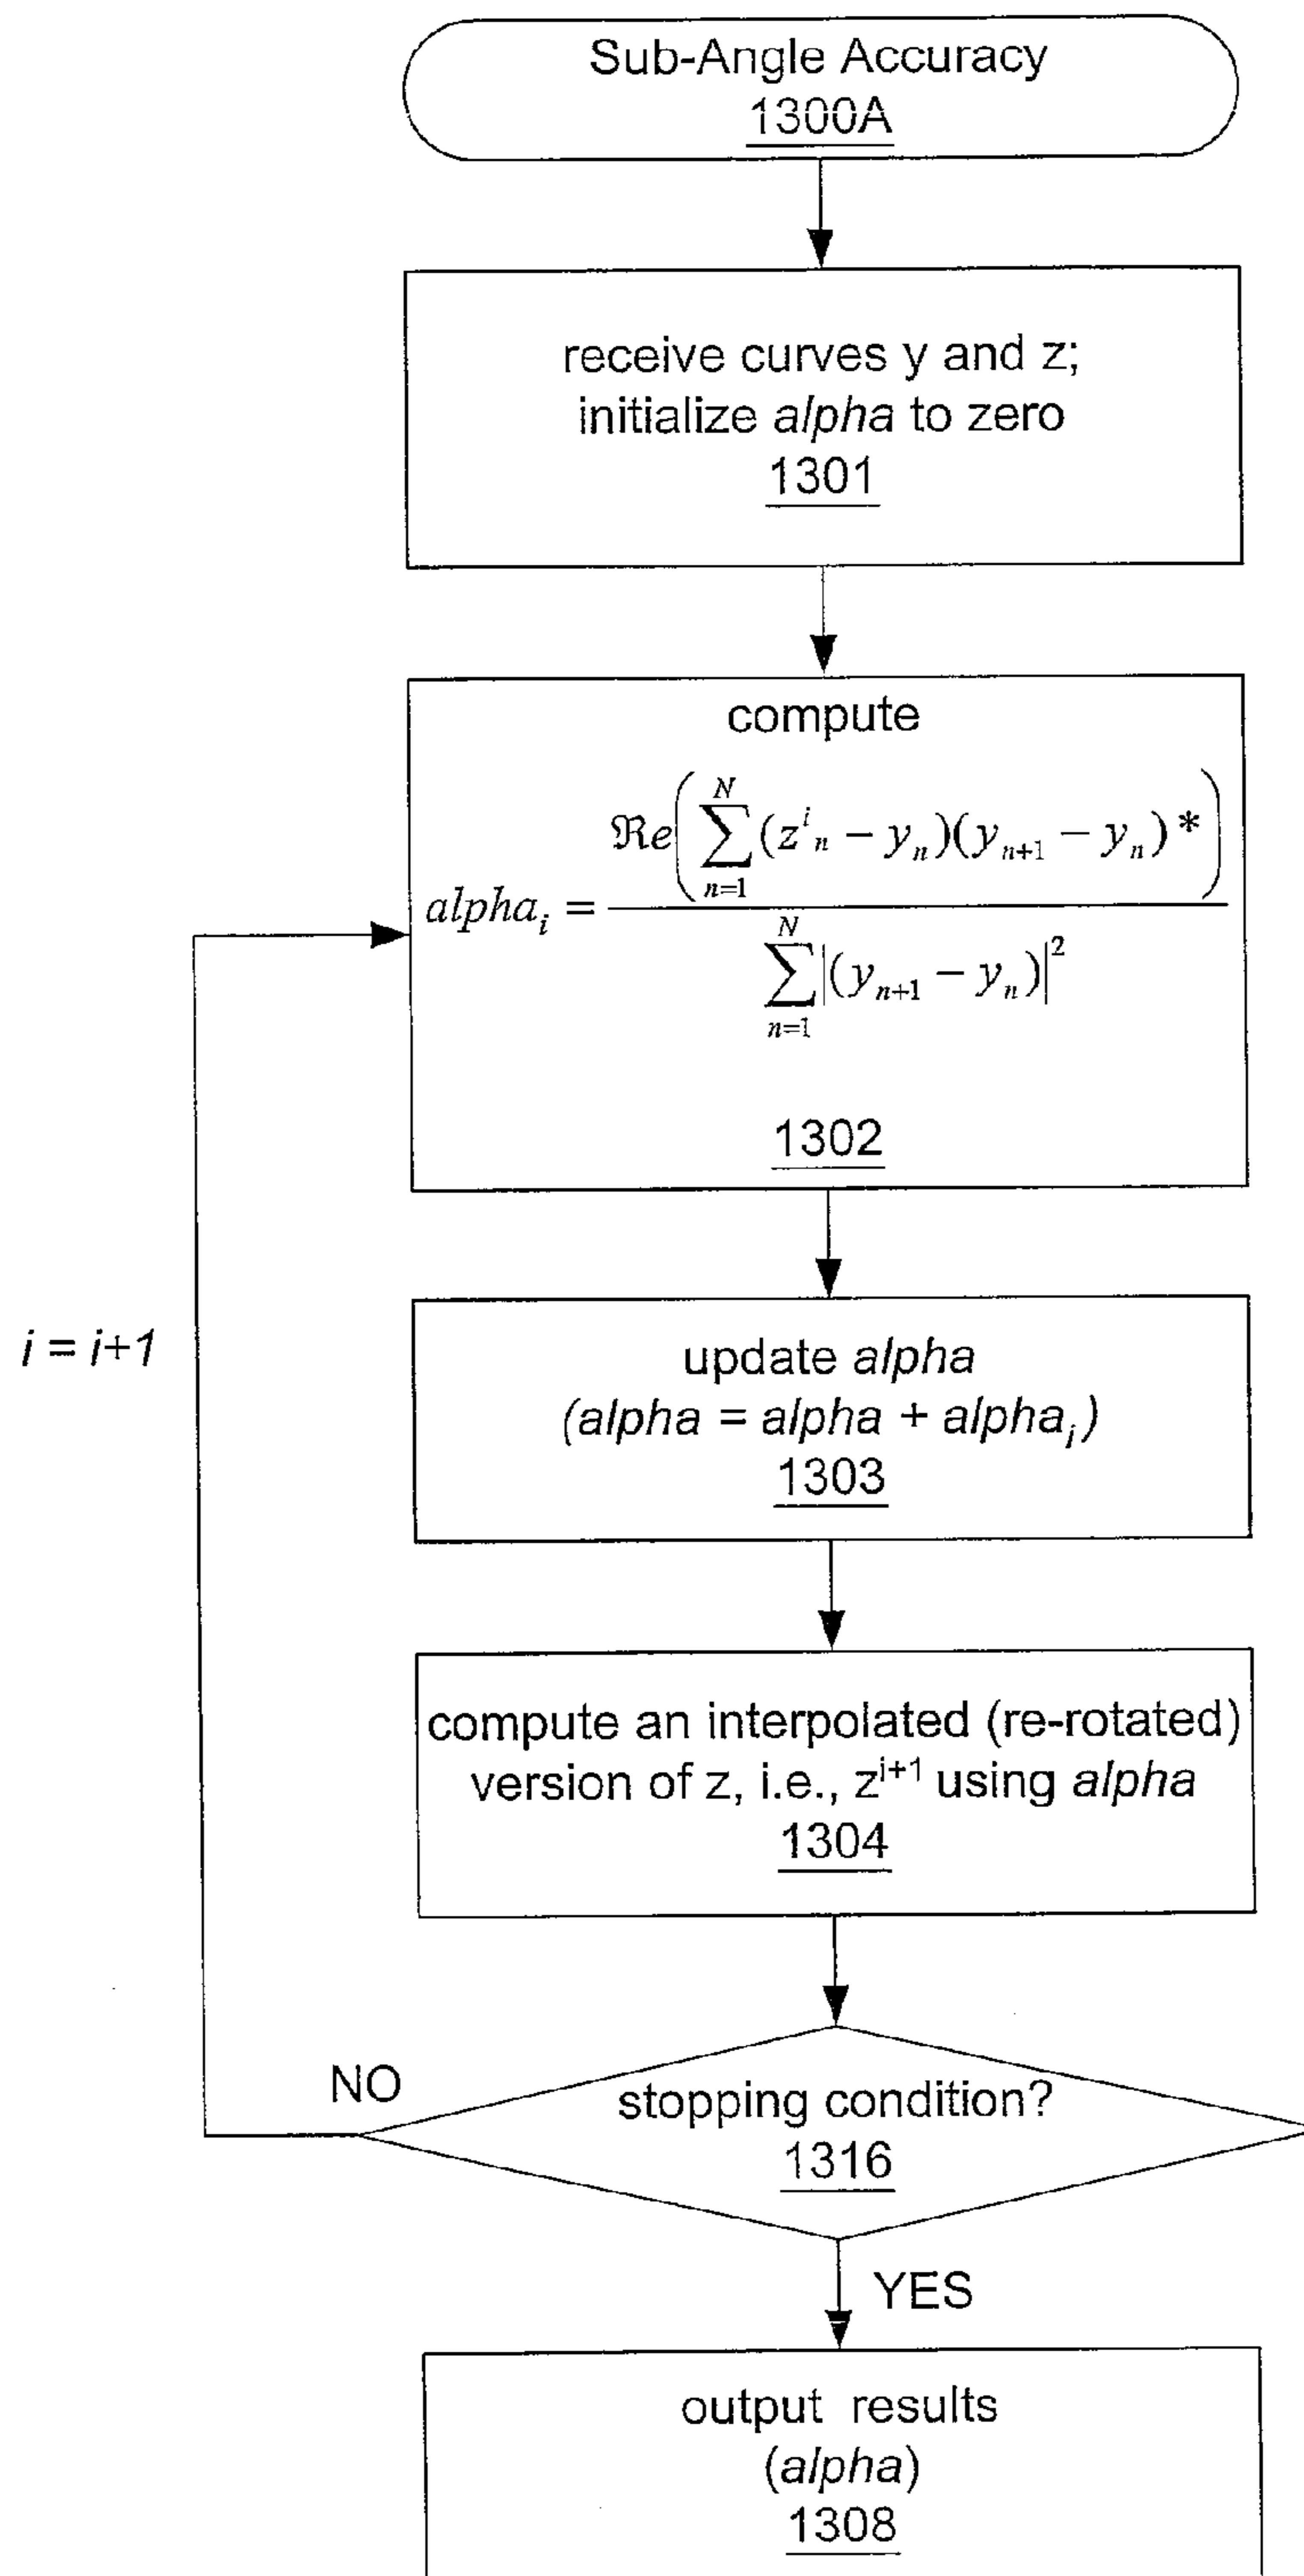 Sub-Angle Accuracy
1300A
receive curves y and z;
initialize alpha to zero
1301
compute
alpha_i = ℜe(∑_{n=1}^{N} (z^i_n − y_n)(y_{n+1} − y_n)*) / ∑_{n=1}^{N} |(y_{n+1} − y_n)|^2
1302
i = i+1
update alpha
(alpha = alpha + alpha_i)
1303
compute an interpolated (re-rotated)
version of z, i.e., z^{i+1} using alpha
1304
NO
stopping condition?
1316
YES
output results
(alpha)
1308